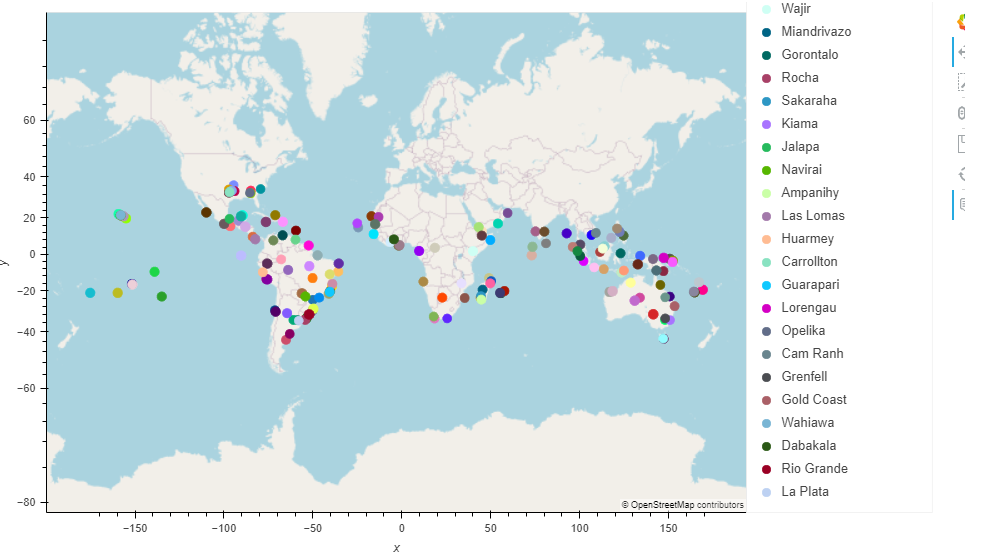 Wajir
Miandrivazo
Gorontalo
Rocha
Sakaraha
Kiama
Jalapa
Navirai
Ampanihy
Las Lomas
Huarmey
Carrollton
Guarapari
Lorengau
Opelika
Cam Ranh
Grenfell
Gold Coast
Wahiawa
Dabakala
Rio Grande
La Plata
60
40
20
0
−20
−40
−60
−80
y
© OpenStreetMap contributors
−150
−100
−50
0
50
100
150
x